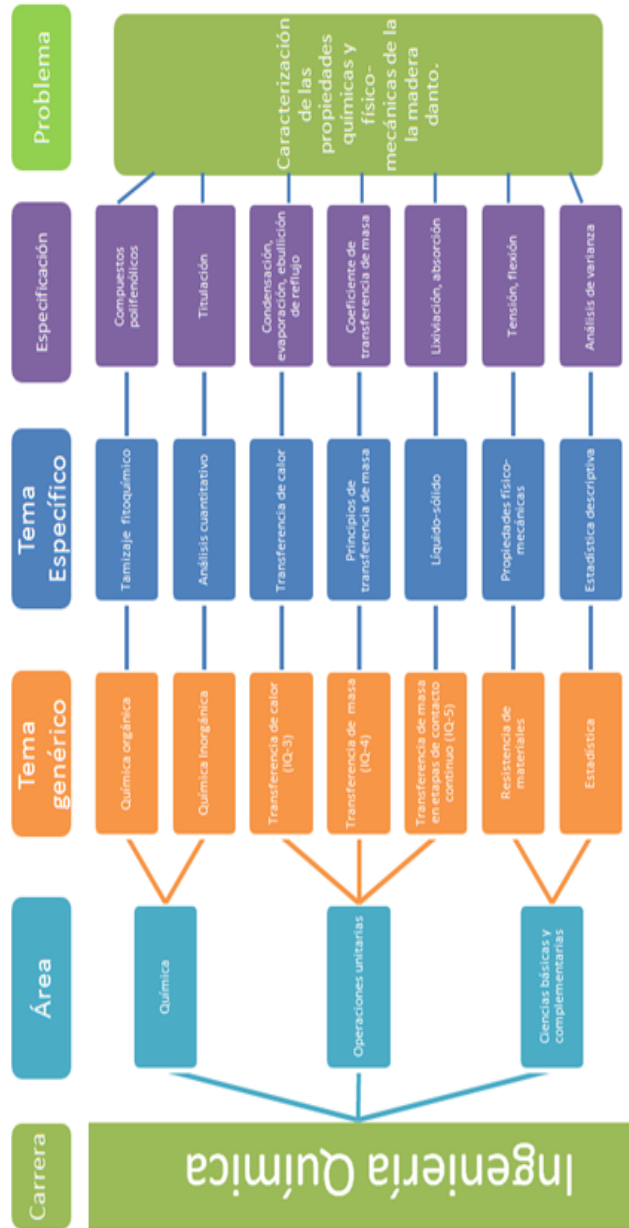 Carrera
Área
Tema
genérico
Tema
Específico
Especificación
Problema
Ingeniería Química
Química
Operaciones unitarias
Ciencias básicas y
complementarias
Química orgánica
Química Inorgánica
Transferencia de calor
(IQ-3)
Transferencia de masa
(IQ-4)
Transferencia de masa
en etapas de contacto
continuo (IQ-5)
Resistencia de
materiales
Estadística
Tamizaje fitoquímico
Análisis cuantitativo
Transferencia de calor
Principios de
transferencia de masa
Líquido-sólido
Propiedades físico-
mecánicas
Estadística descriptiva
Compuestos
polifenólicos
Titulación
Condensación,
evaporación, ebullición
de reflujo
Coeficiente de
transferencia de masa
Lixiviación, absorción
Tensión, flexión
Análisis de varianza
Caracterización
de las
propiedades
químicas y
físico-
mecánicas de la
la madera
danto.